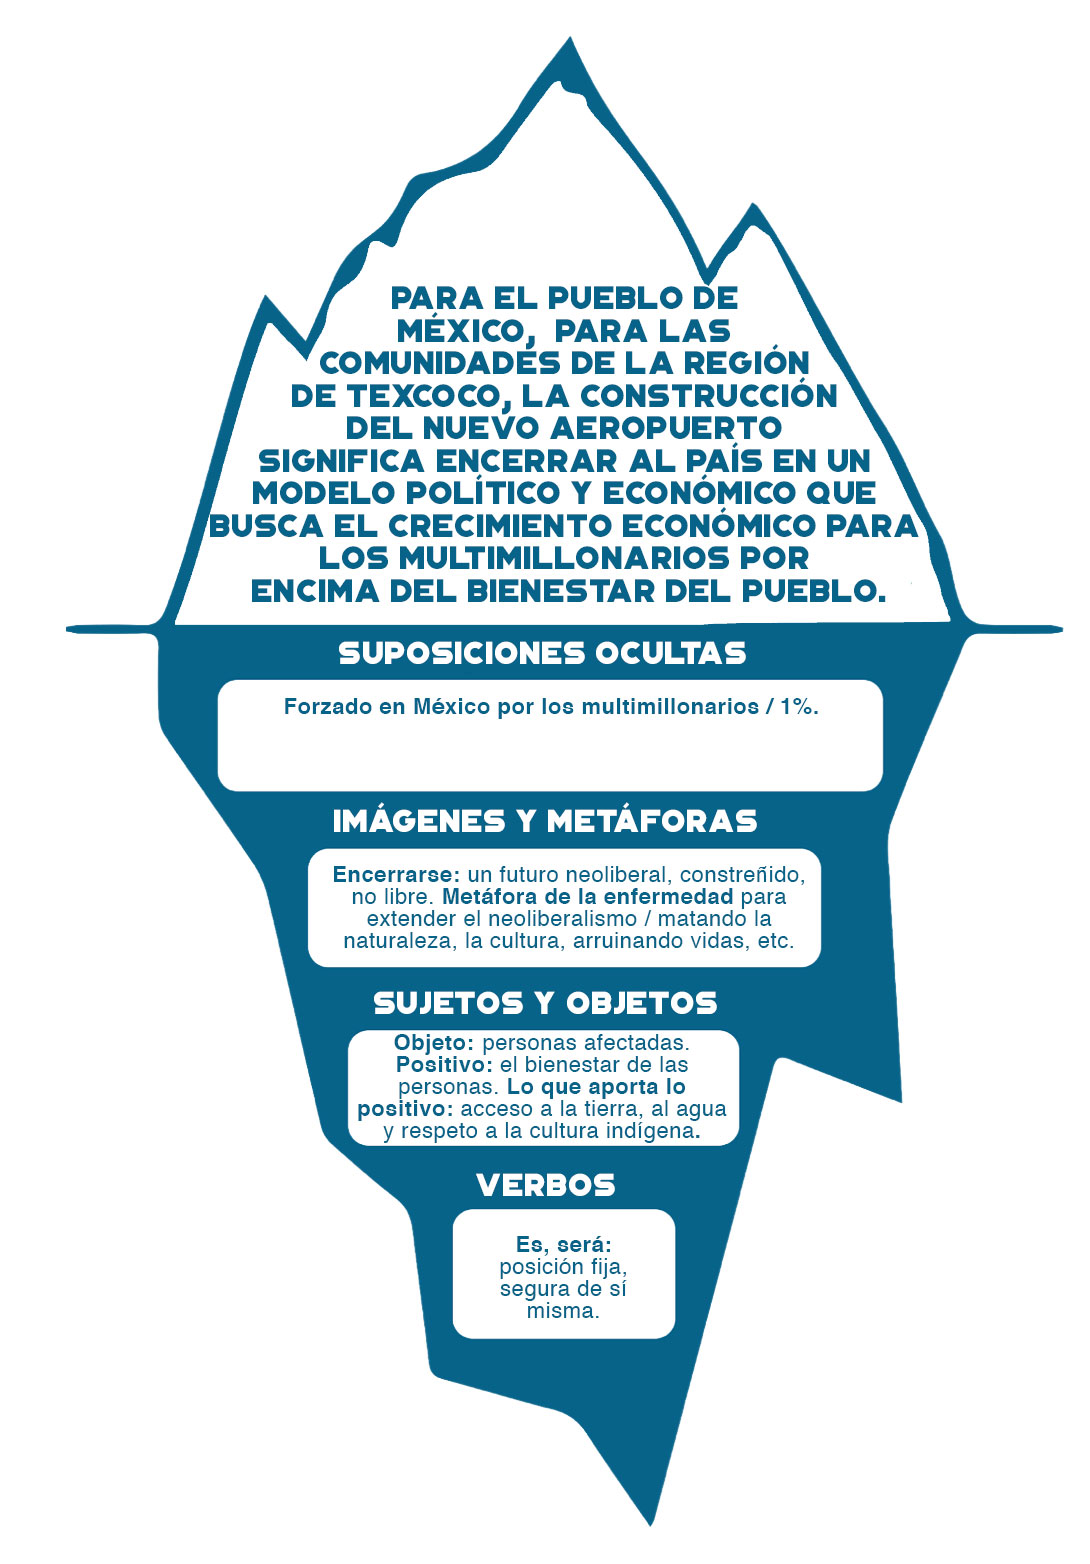 PARA EL PUEBLO DE
MÉXICO, PARA LAS
COMUNIDADES DE LA REGIÓN
DE TEXCOCO, LA CONSTRUCCIÓN
DEL NUEVO AEROPUERTO
SIGNIFICA ENCERRAR AL PAÍS EN UN
MODELO POLÍTICO Y ECONÓMICO QUE
BUSCA EL CRECIMIENTO ECONÓMICO PARA
LOS MULTIMILLONARIOS POR
ENCIMA DEL BIENESTAR DEL PUEBLO.
SUPOSICIONES OCULTAS
Forzado en México por los multimillonarios / 1%.
IMÁGENES Y METÁFORAS
Encerrarse: un futuro neoliberal, constreñido,
no libre. Metáfora de la enfermedad para
extender el neoliberalismo / matando la
naturaleza, la cultura, arruinando vidas, etc.
SUJETOS Y OBJETOS
Objeto: personas afectadas.
Positivo: el bienestar de las
personas. Lo que aporta lo
positivo: acceso a la tierra, al agua
y respeto a la cultura indígena.
VERBOS
Es, será:
posición fija,
segura de sí
misma.